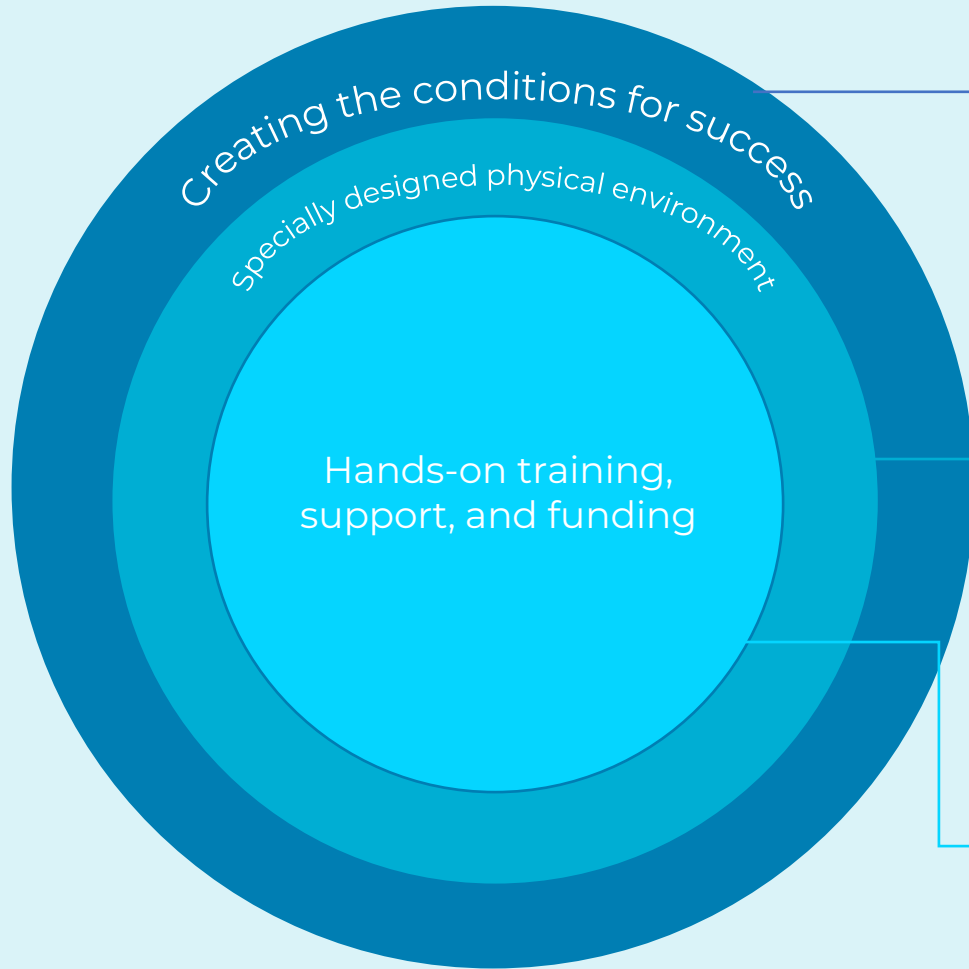 Creating the conditions for success
Specially designed physical environment
Hands-on training,
support, and funding